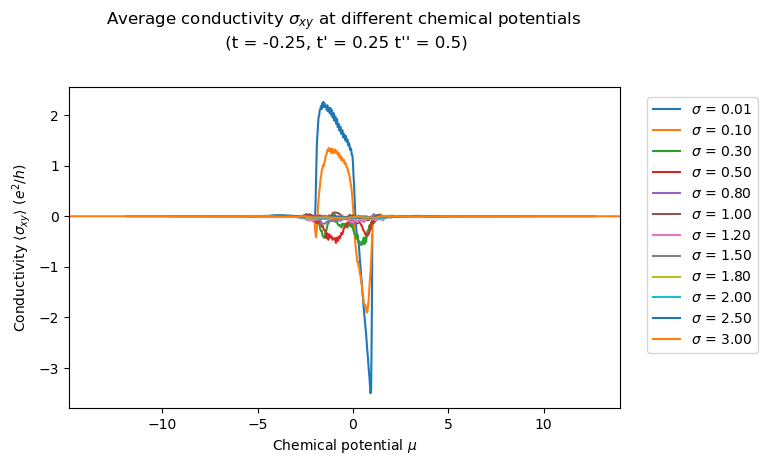 Average conductivity σxy at different chemical potentials
(t = -0.25, t' = 0.25 t'' = 0.5)
Conductivity ⟨σxy⟩ (e²/h)
2
1
0
−1
−2
−3
−10
−5
0
5
10
Chemical potential μ
σ = 0.01
σ = 0.10
σ = 0.30
σ = 0.50
σ = 0.80
σ = 1.00
σ = 1.20
σ = 1.50
σ = 1.80
σ = 2.00
σ = 2.50
σ = 3.00